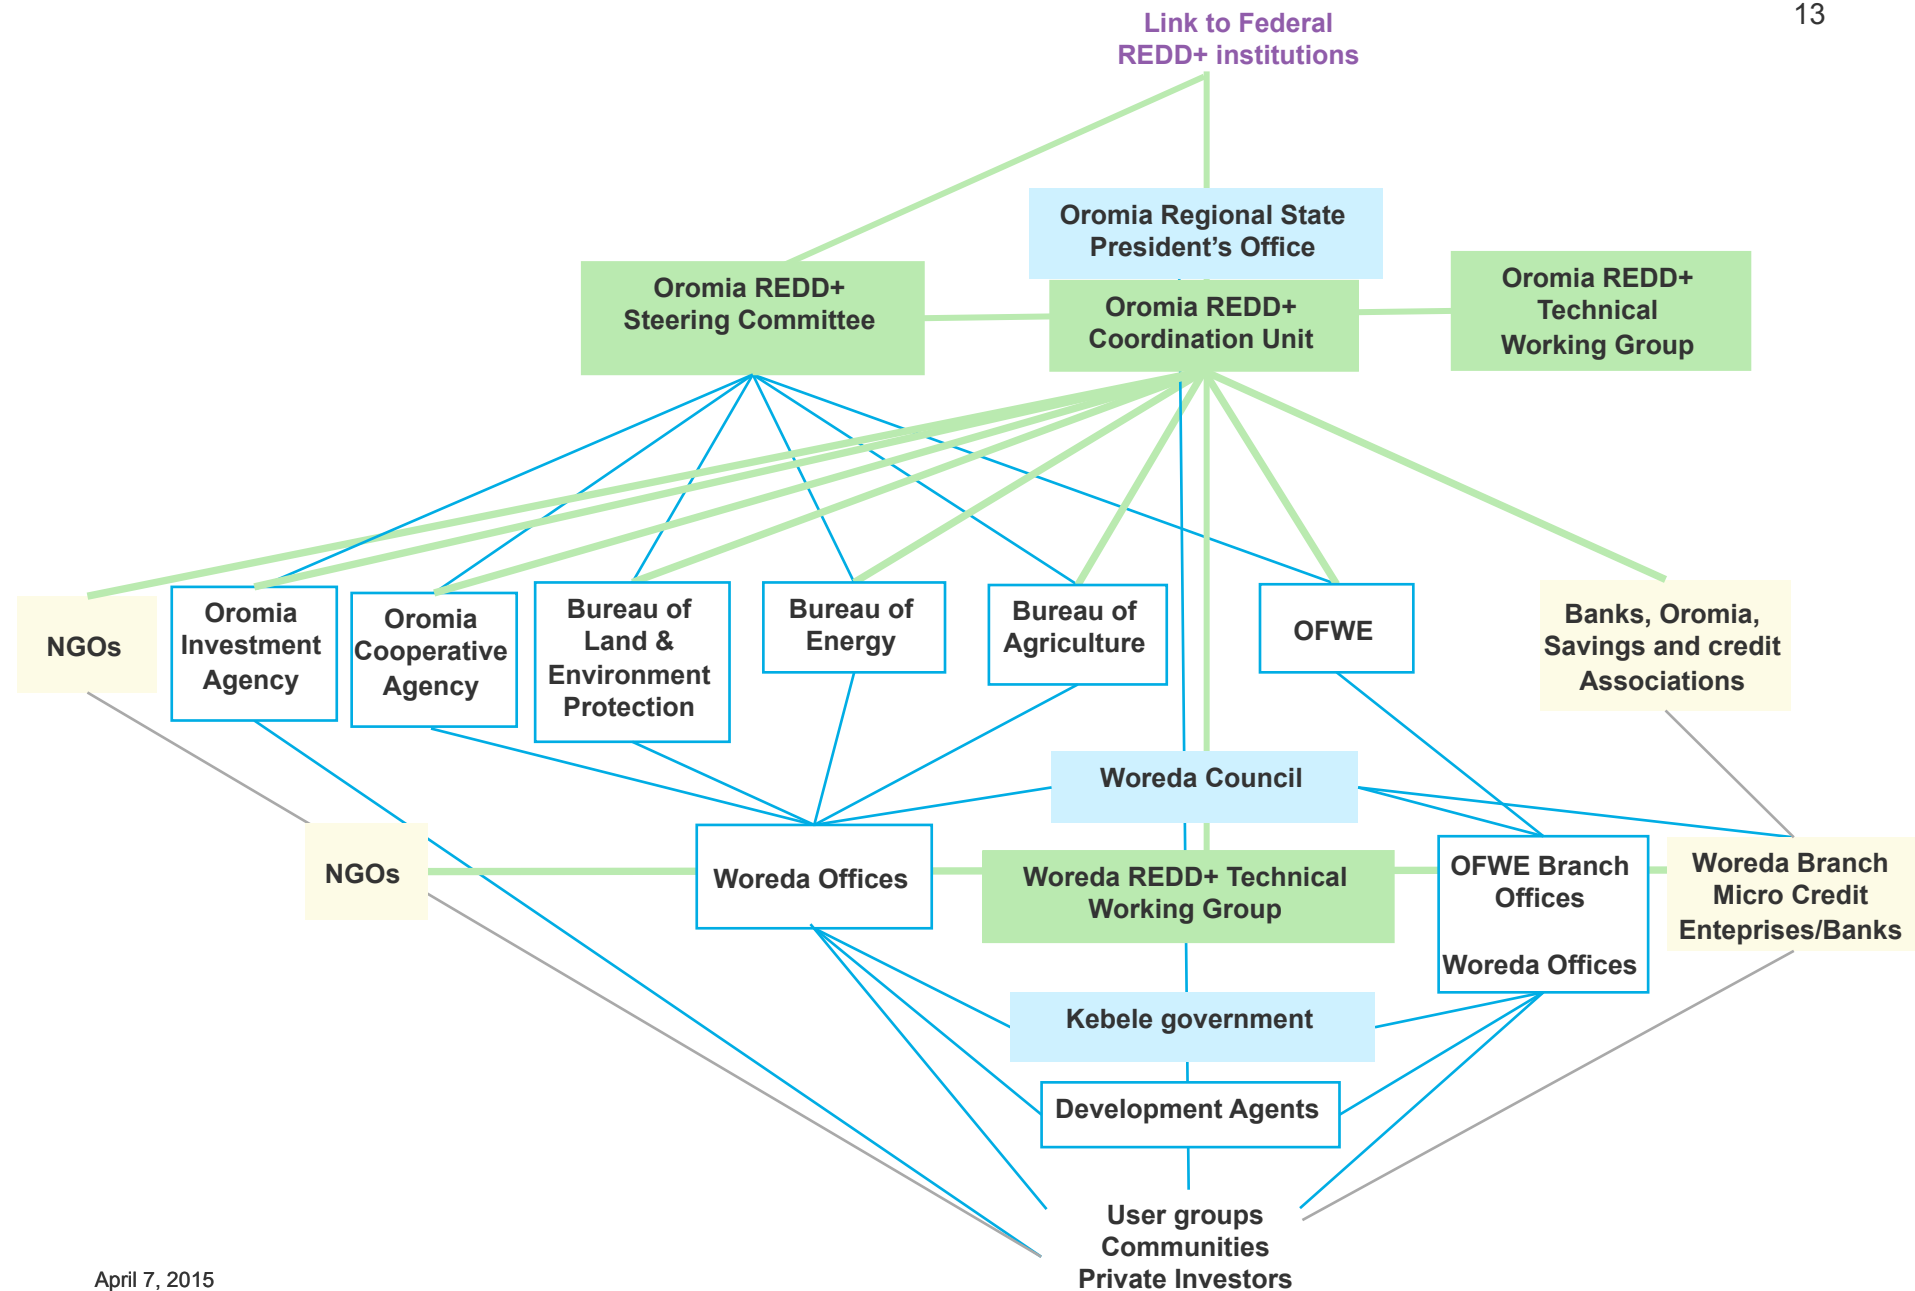 13
Link to Federal
REDD+ institutions
Oromia Regional State
President's Office
Oromia REDD+
Steering Committee
Oromia REDD+
Coordination Unit
Oromia REDD+
Technical
Working Group
NGOs
Oromia
Investment
Agency
Oromia
Cooperative
Agency
Bureau of
Land &
Environment
Protection
Bureau of
Energy
Bureau of
Agriculture
OFWE
Banks, Oromia,
Savings and credit
Associations
Woreda Council
NGOs
Woreda Offices
Woreda REDD+ Technical
Working Group
OFWE Branch
Offices
Woreda Offices
Woreda Branch
Micro Credit
Enteprises/Banks
Kebele government
Development Agents
User groups
Communities
Private Investors
April 7, 2015